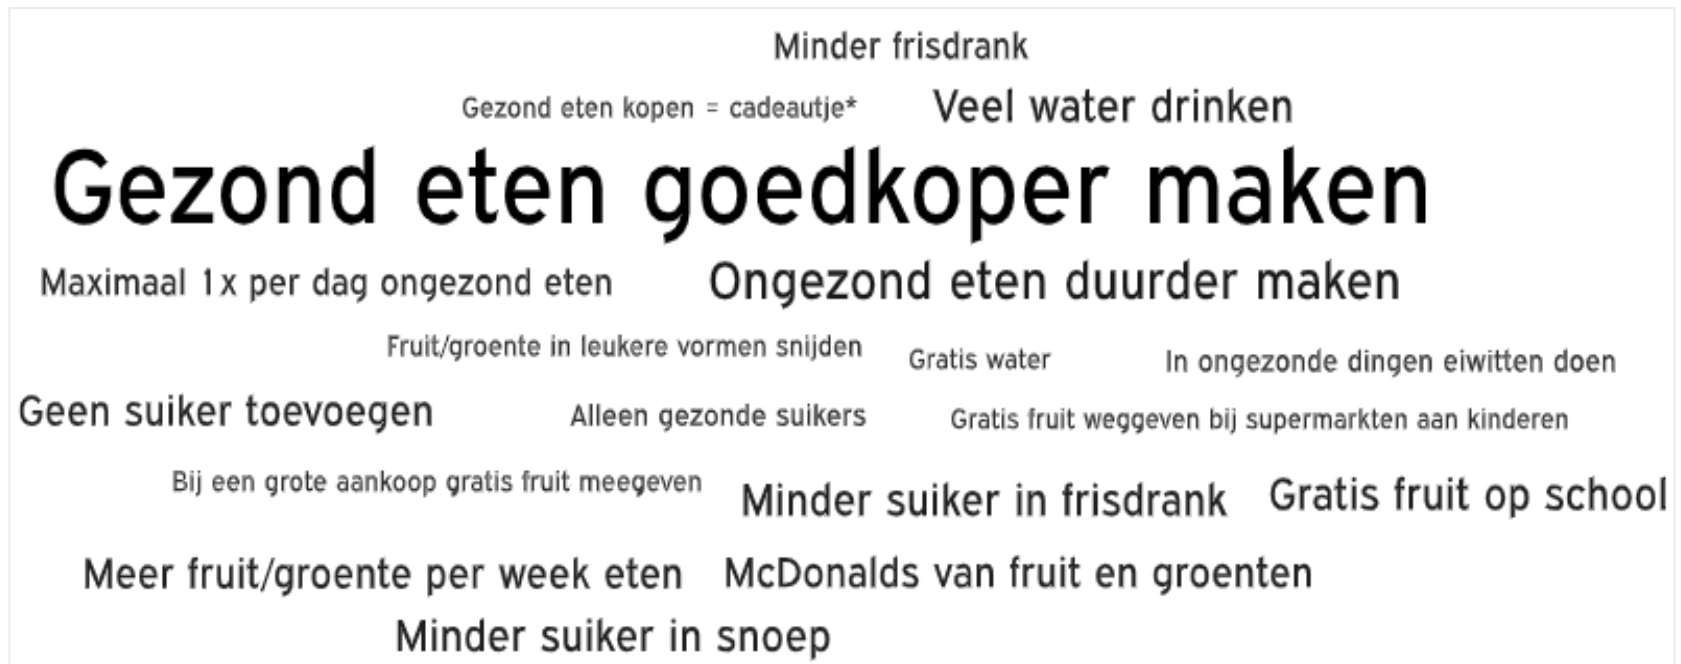 Minder frisdrank
Gezond eten kopen = cadeautje*
Veel water drinken
Gezond eten goedkoper maken
Maximaal 1x per dag ongezond eten
Ongezond eten duurder maken
Fruit/groente in leukere vormen snijden
Gratis water
In ongezonde dingen eiwitten doen
Geen suiker toevoegen
Alleen gezonde suikers
Gratis fruit weggeven bij supermarkten aan kinderen
Bij een grote aankoop gratis fruit meegeven
Minder suiker in frisdrank
Gratis fruit op school
Meer fruit/groente per week eten
McDonalds van fruit en groenten
Minder suiker in snoep